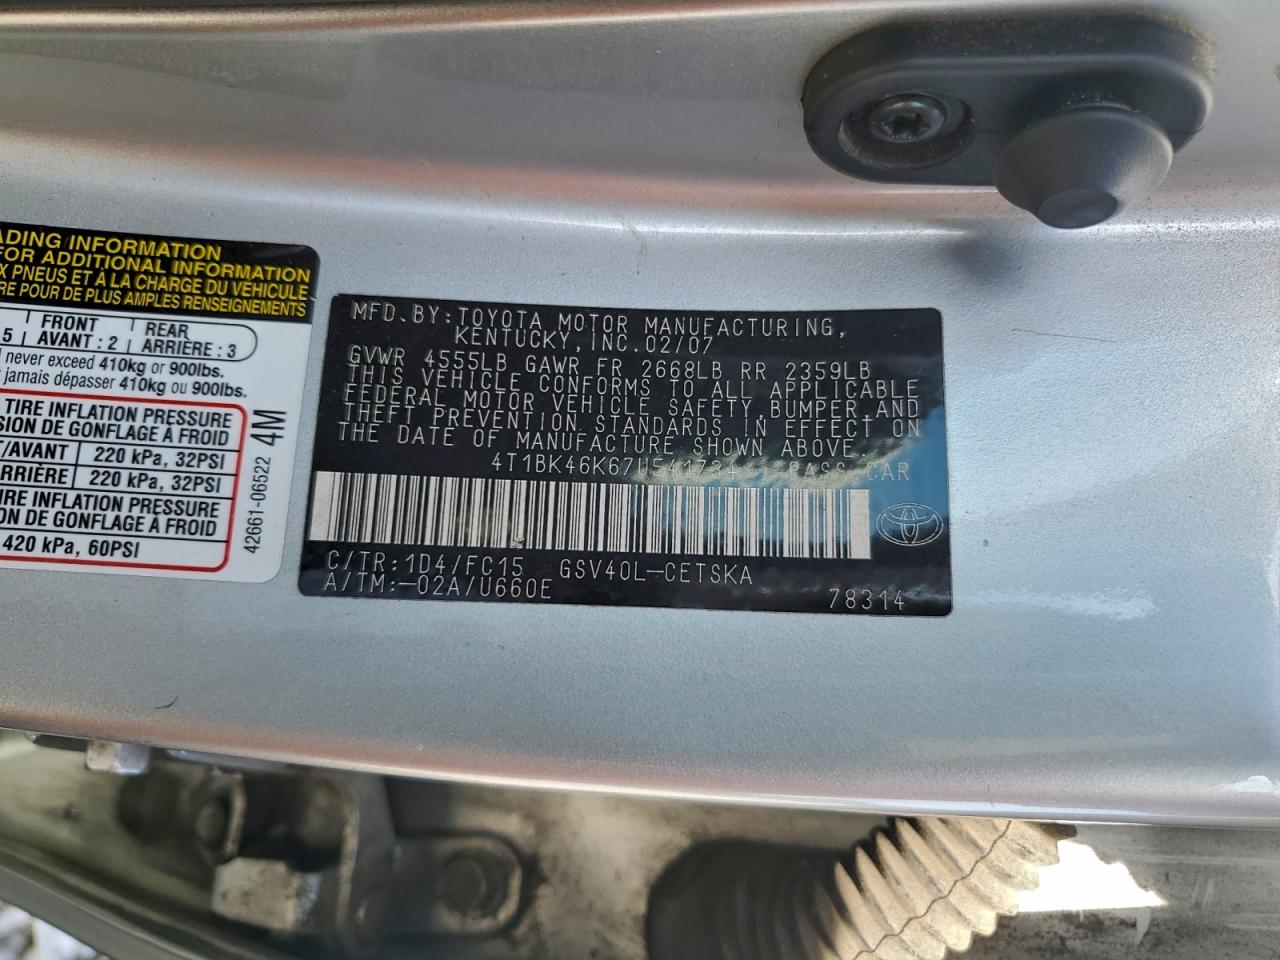 ADING INFORMATION
FOR ADDITIONAL INFORMATION
X PNEUS ET À LA CHARGE DU VÉHICULE
RE POUR DE PLUS AMPLES RENSEIGNEMENTS
5 FRONT AVANT : 2 REAR ARRIÈRE : 3
never exceed 410kg or 900lbs.
jamais dépasser 410kg ou 900lbs.
TIRE INFLATION PRESSURE
SION DE GONFLAGE À FROID
T/AVANT 220 kPa, 32PSI
ARRIÈRE 220 kPa, 32PSI
TIRE INFLATION PRESSURE
ION DE GONFLAGE À FROID
420 kPa, 60PSI
42661-06522 4M
MFD.BY:TOYOTA MOTOR MANUFACTURING,
KENTUCKY,INC.02/07
GVWR 4555LB GAWR FR 2668LB RR 2359LB
THIS VEHICLE CONFORMS TO ALL APPLICABLE
FEDERAL MOTOR VEHICLE SAFETY,BUMPER,AND
THEFT PREVENTION STANDARDS IN EFFECT ON
THE DATE OF MANUFACTURE SHOWN ABOVE.
PASS.CAR
C/TR:1D4/FC15 GSV40L-CETSKA
A/TM:-02A/U660E
78314